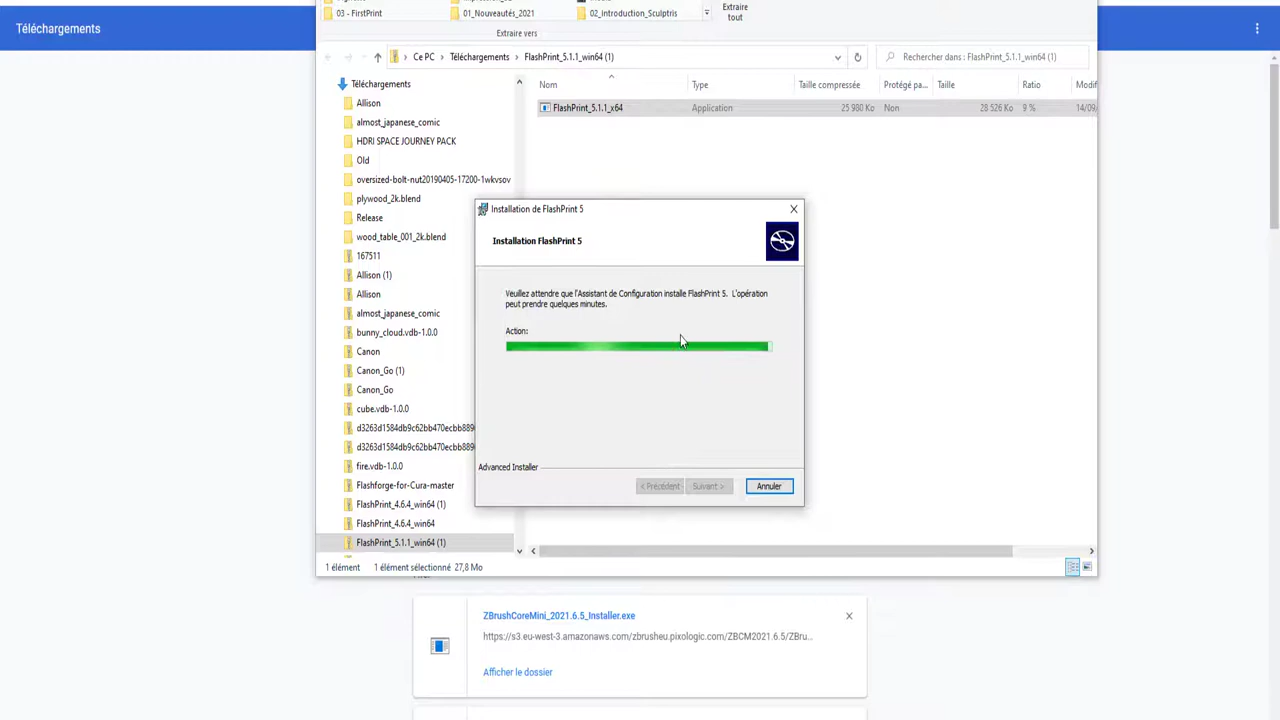 03 - FirstPrint
01_Nouveautés_2021
02_Introduction_Sculptris
Extraire
tout
Téléchargements
Extraire vers
Ce PC > Téléchargements > FlashPrint_5.1.1_win64 (1)
Rechercher dans : FlashPrint_5.1.1_win64 (1)
Téléchargements
Nom
Type
Taille compressée
Protégé pa...
Taille
Ratio
Modif
FlashPrint_5.1.1_x64
Application
25 980 Ko
Non
28 526 Ko
9 %
14/09/
Allison
almost_japanese_comic
HDRI SPACE JOURNEY PACK
Old
oversized-bolt-nut20190405-17200-1wkvsov
plywood_2k.blend
Release
wood_table_001_2k.blend
167511
Allison (1)
Allison
almost_japanese_comic
bunny_cloud.vdb-1.0.0
Canon
Canon_Go (1)
Canon_Go
cube.vdb-1.0.0
d3263d1584db9c62bb470ecbb889
d3263d1584db9c62bb470ecbb889
fire.vdb-1.0.0
Flashforge-for-Cura-master
FlashPrint_4.6.4_win64 (1)
FlashPrint_4.6.4_win64
FlashPrint_5.1.1_win64 (1)
Installation de FlashPrint 5
Installation FlashPrint 5
Veuillez attendre que l'Assistant de Configuration installe FlashPrint 5. L'opération
peut prendre quelques minutes.
Action:
Advanced Installer
< Précédent
Suivant >
Annuler
1 élément
1 élément sélectionné 27,8 Mo
ZBrushCoreMini_2021.6.5_Installer.exe
https://s3.eu-west-3.amazonaws.com/zbrusheu.pixologic.com/ZBCM2021.6.5/ZBru...
Afficher le dossier